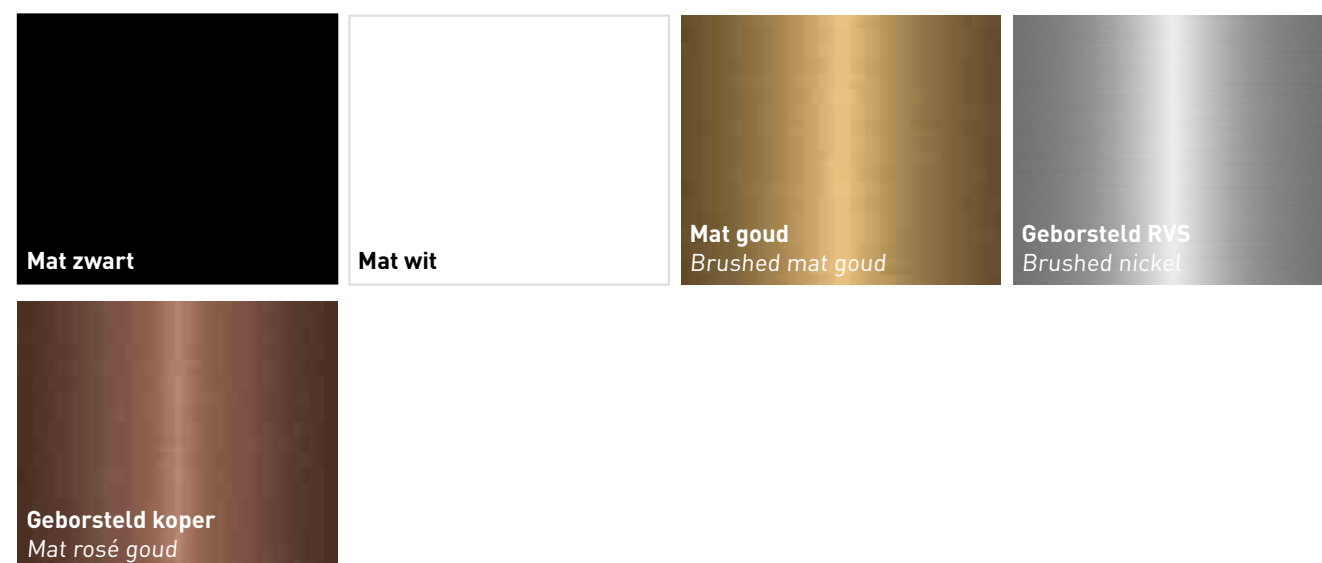 Mat zwart
Mat wit
Mat goud
Brushed mat goud
Geborsteld RVS
Brushed nickel
Geborsteld koper
Mat rosé goud